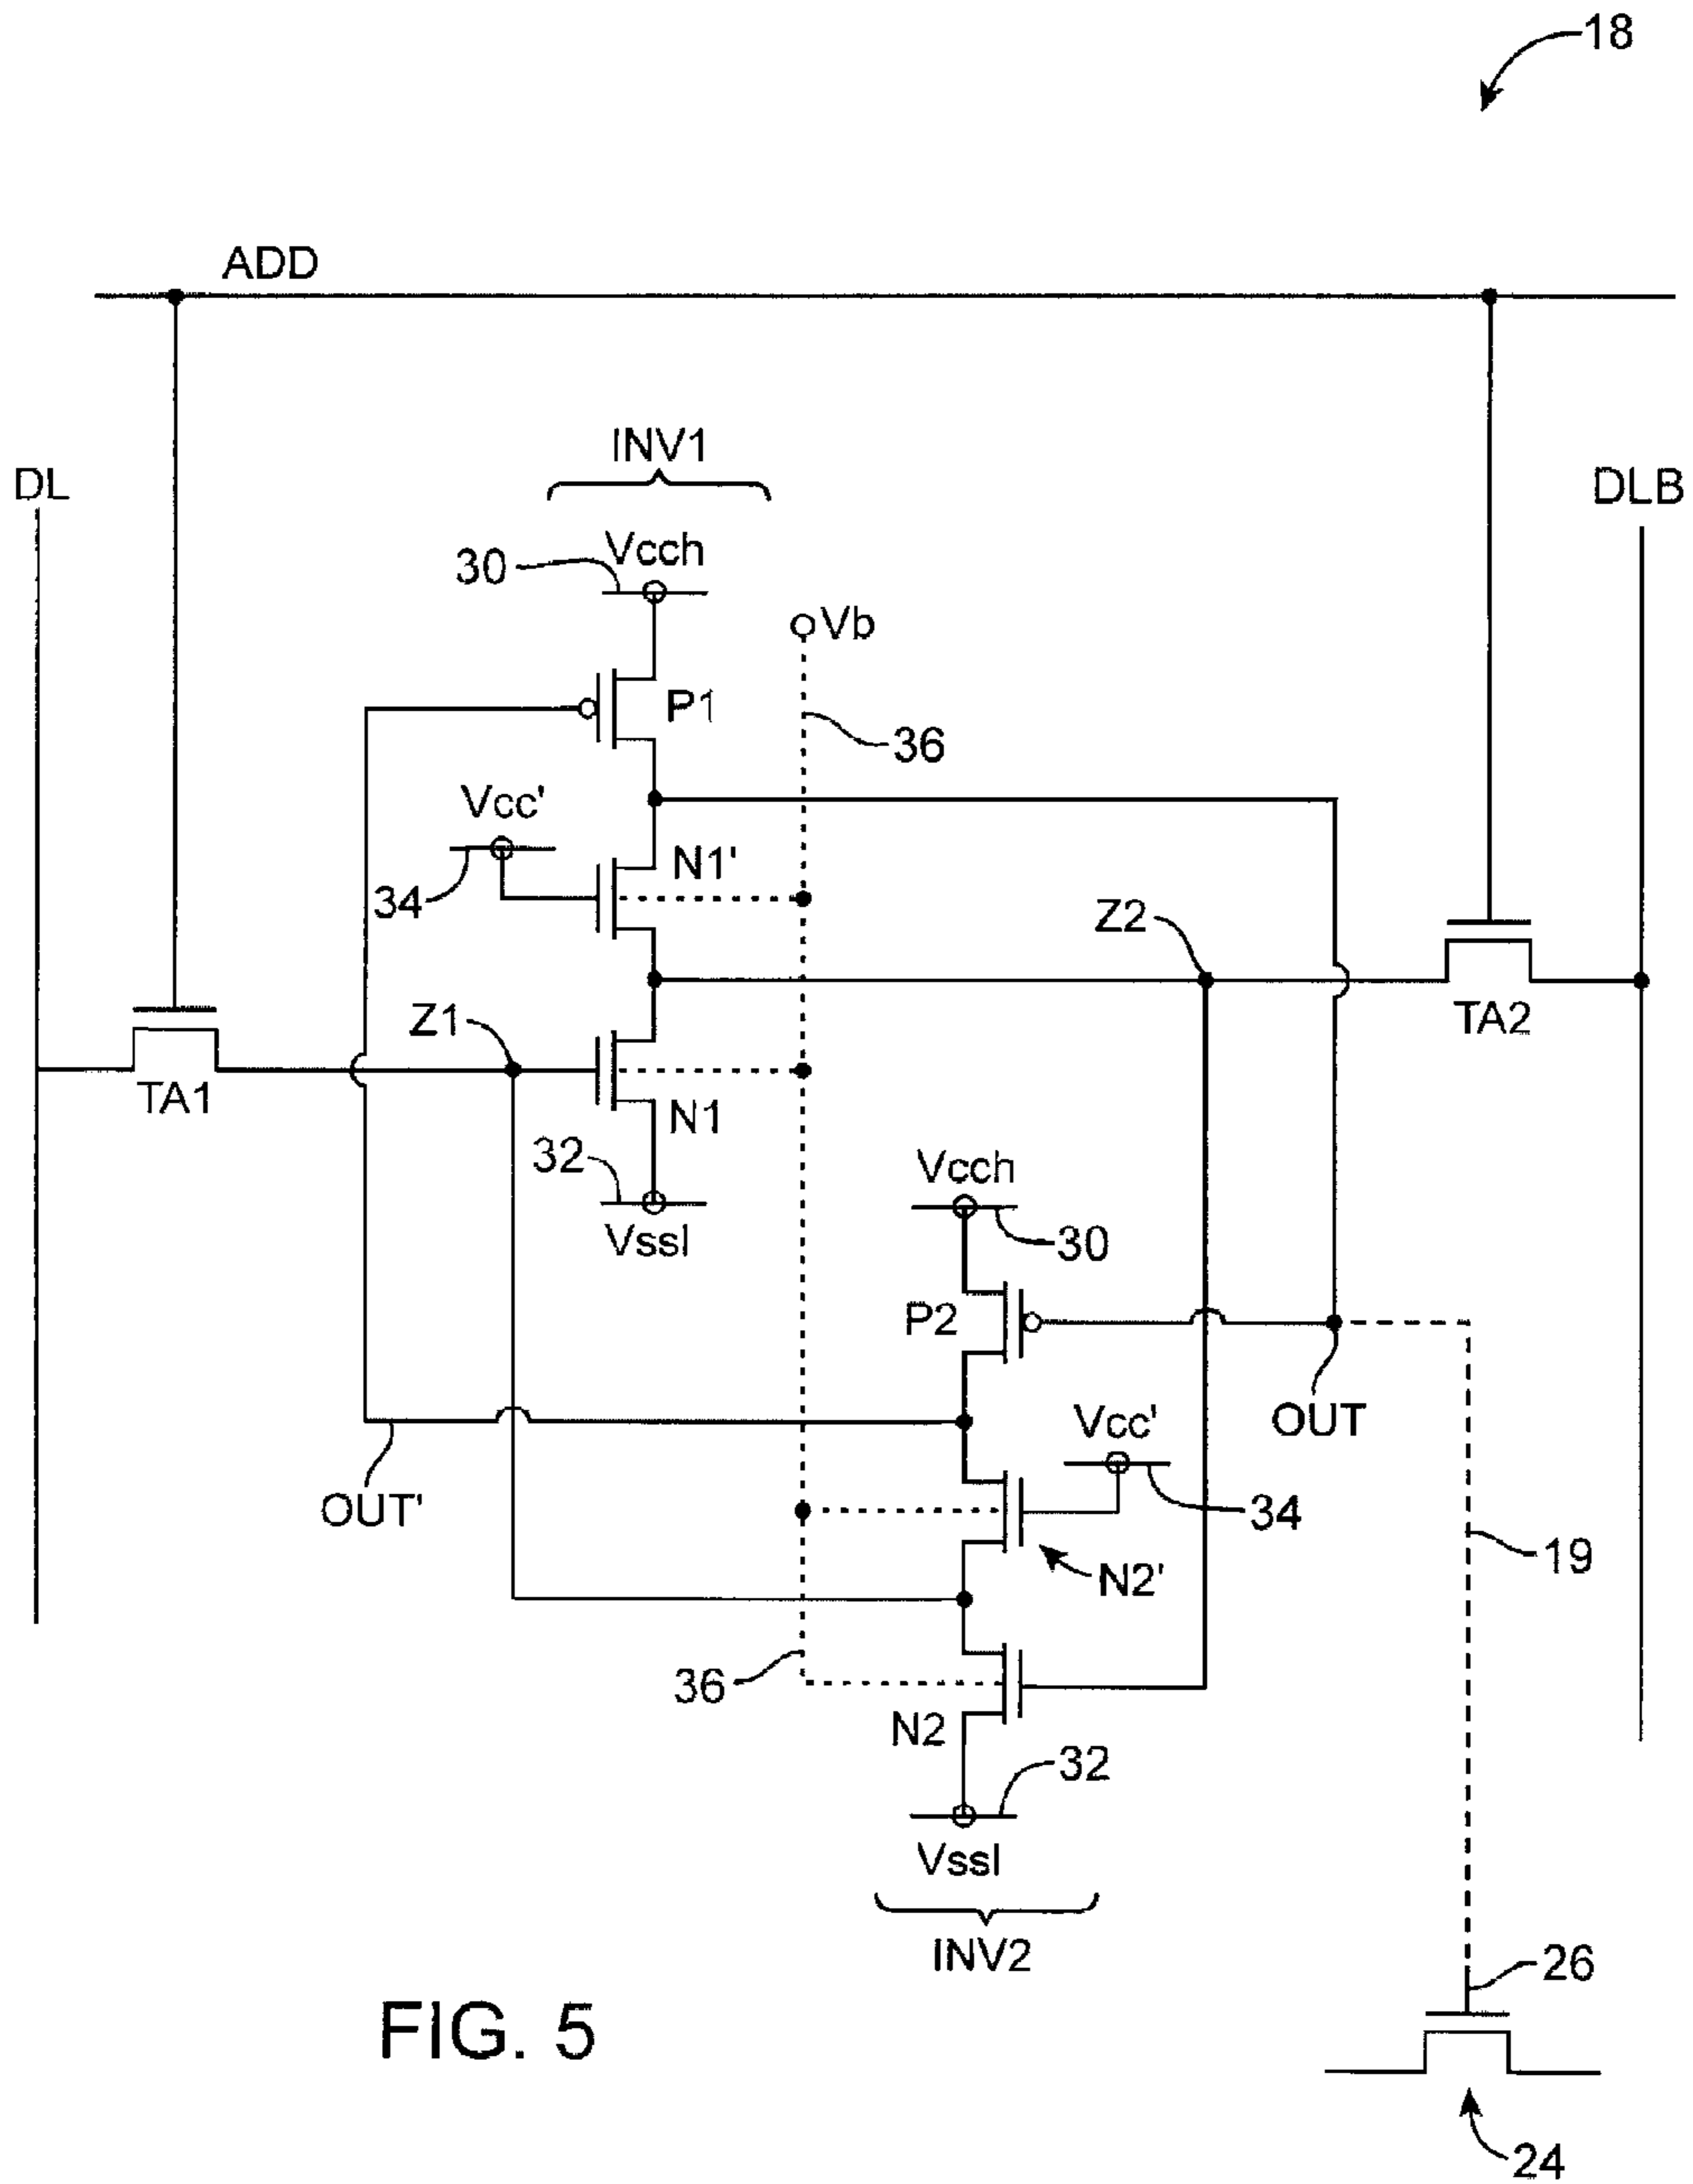 18
ADD
INV1
DL
DLB
Vcch
30
Vb
P1
36
Vcc'
N1'
34
Z2
Z1
TA2
TA1
N1
32
Vcch
Vssl
30
P2
Vcc'
OUT
OUT'
34
19
N2'
36
N2
32
Vssl
INV2
26
FIG. 5
24